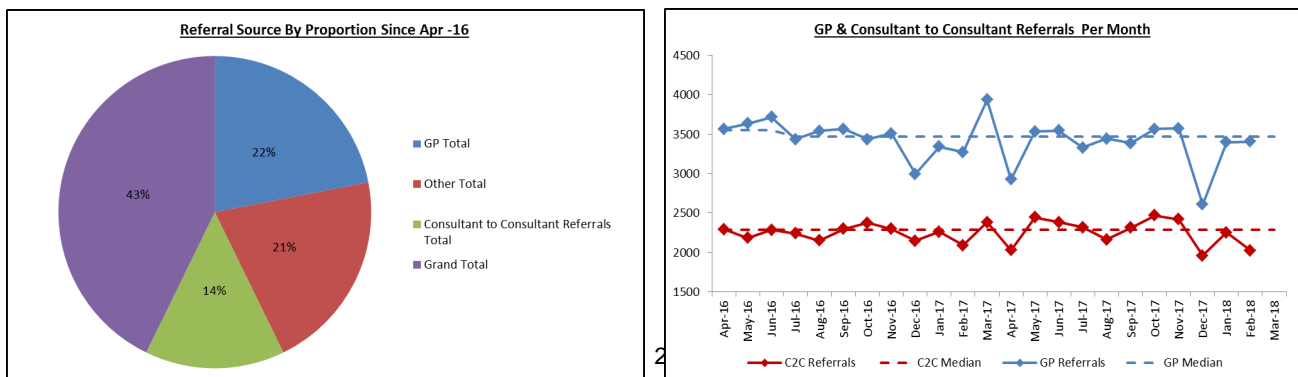 Referral Source By Proportion Since Apr -16
22%
21%
14%
43%
GP Total
Other Total
Consultant to Consultant Referrals
Total
Grand Total
2
GP & Consultant to Consultant Referrals Per Month
4500
4000
3500
3000
2500
2000
1500
Apr-16
May-16
Jun-16
Jul-16
Aug-16
Sep-16
Oct-16
Nov-16
Dec-16
Jan-17
Feb-17
Mar-17
Apr-17
May-17
Jun-17
Jul-17
Aug-17
Sep-17
Oct-17
Nov-17
Dec-17
Jan-18
Feb-18
Mar-18
C2C Referrals
C2C Median
GP Referrals
GP Median